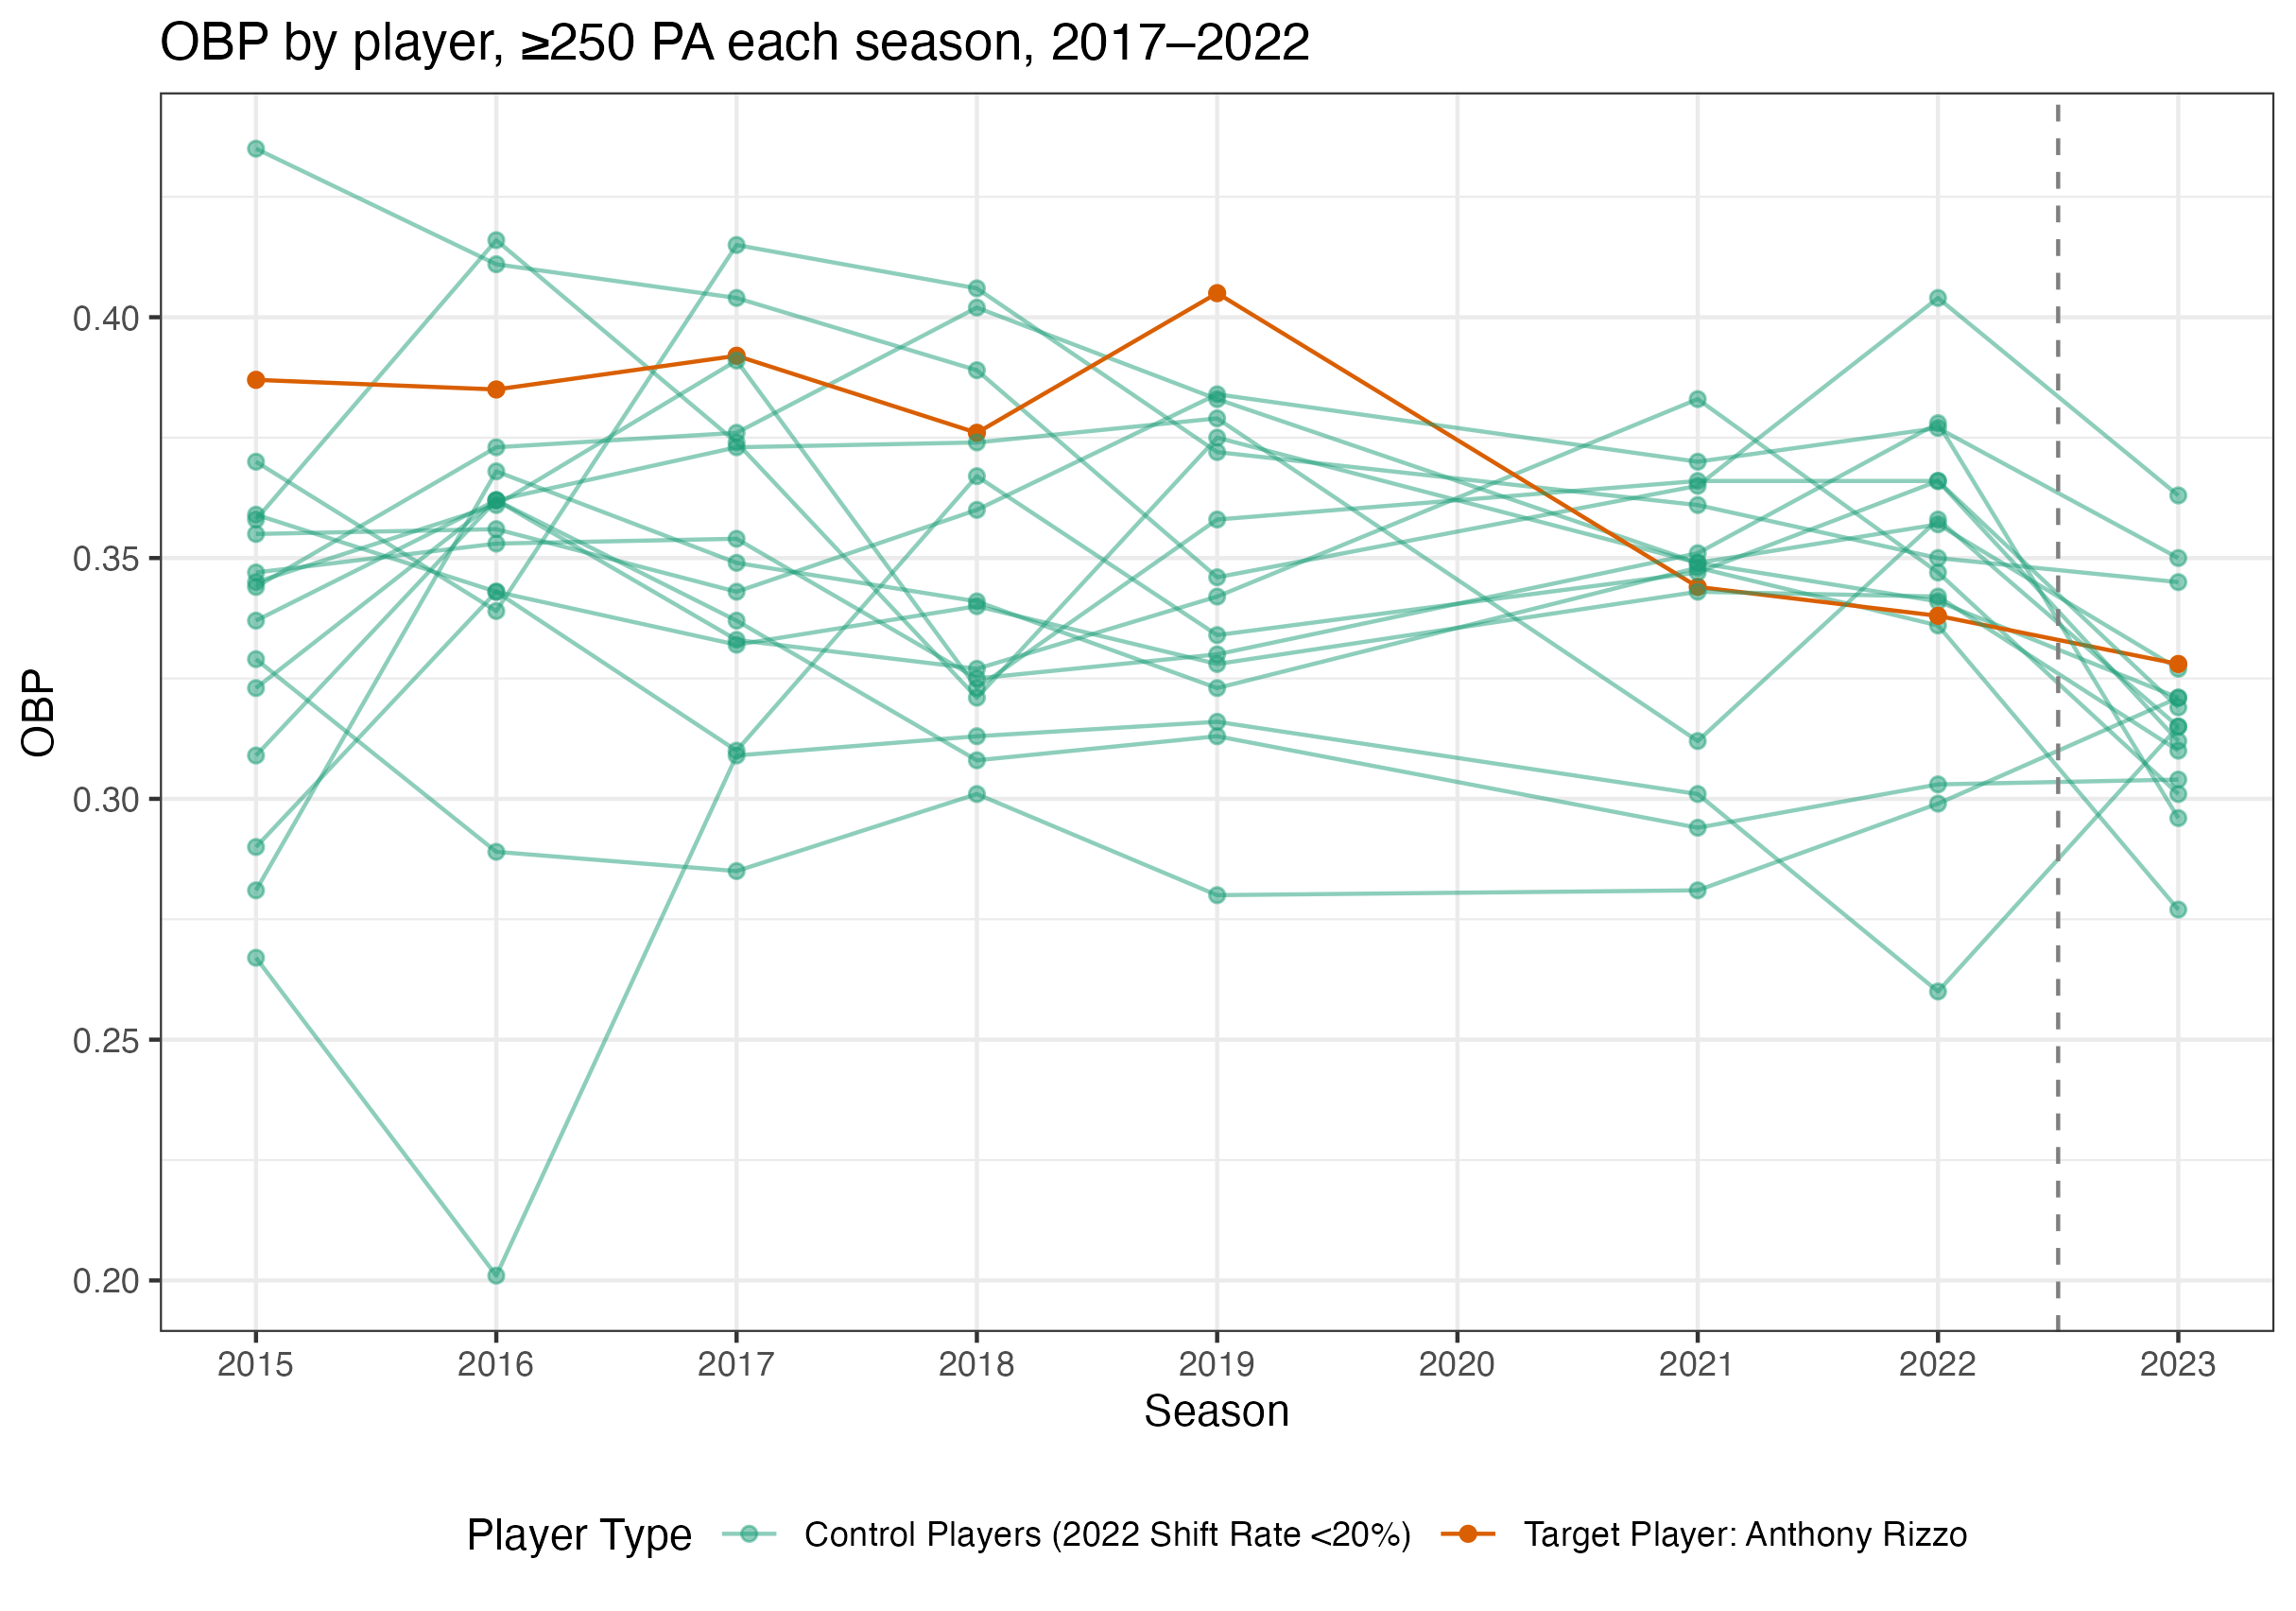 OBP by player, ≥250 PA each season, 2017–2022
OBP
0.40
0.35
0.30
0.25
0.20
2015 2016 2017 2018 2019 2020 2021 2022 2023
Season
Player Type Control Players (2022 Shift Rate <20%) Target Player: Anthony Rizzo